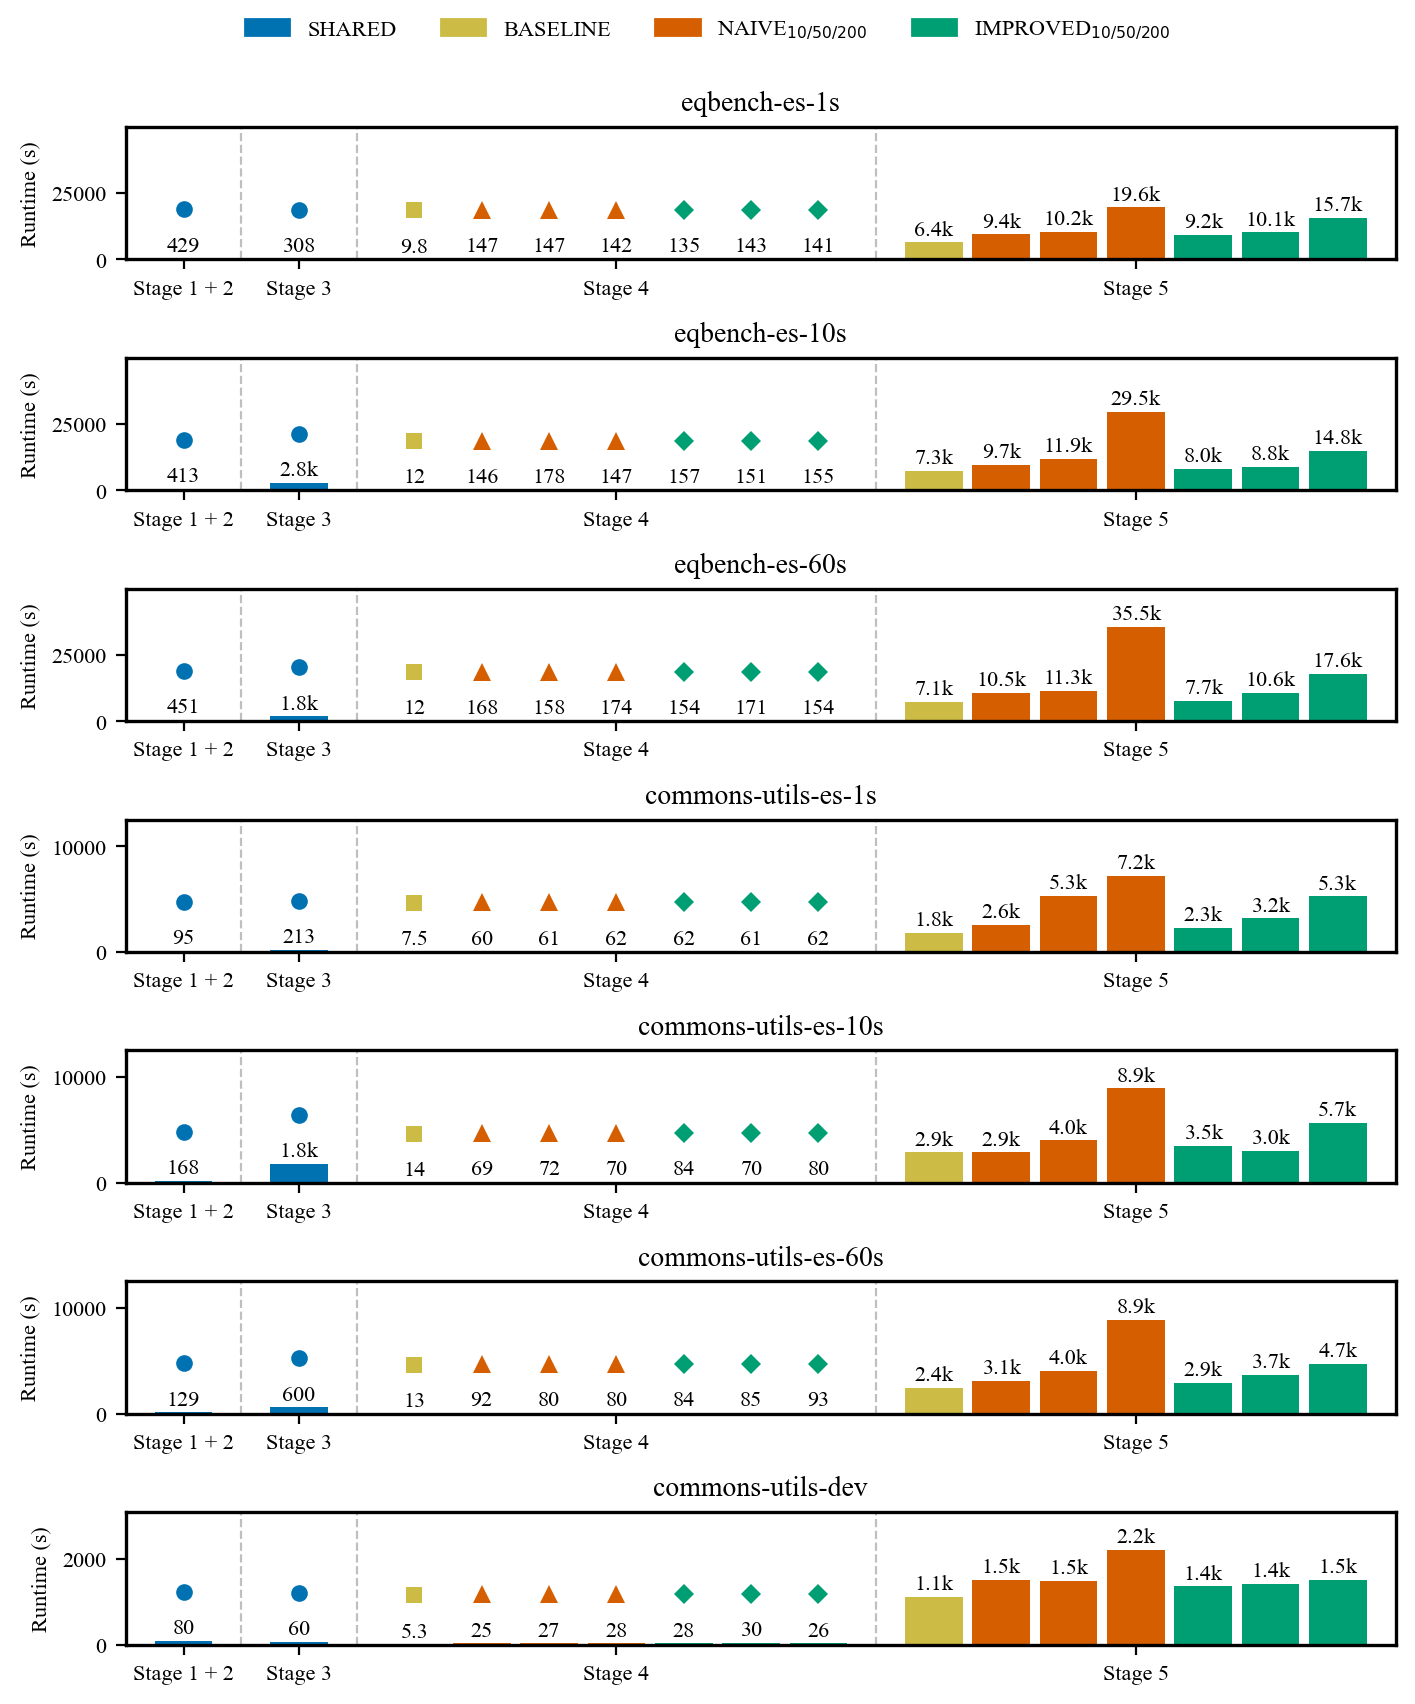 SHARED BASELINE NAIVE10/50/200 IMPROVED10/50/200
eqbench-es-1s
Runtime (s)
25000
0
429 308 9.8 147 147 142 135 143 141 6.4k 9.4k 10.2k 19.6k 9.2k 10.1k 15.7k
Stage 1 + 2 Stage 3 Stage 4 Stage 5
eqbench-es-10s
Runtime (s)
25000
0
413 2.8k 12 146 178 147 157 151 155 7.3k 9.7k 11.9k 29.5k 8.0k 8.8k 14.8k
Stage 1 + 2 Stage 3 Stage 4 Stage 5
eqbench-es-60s
Runtime (s)
25000
0
451 1.8k 12 168 158 174 154 171 154 7.1k 10.5k 11.3k 35.5k 7.7k 10.6k 17.6k
Stage 1 + 2 Stage 3 Stage 4 Stage 5
commons-utils-es-1s
Runtime (s)
10000
0
95 213 7.5 60 61 62 62 61 62 1.8k 2.6k 5.3k 7.2k 2.3k 3.2k 5.3k
Stage 1 + 2 Stage 3 Stage 4 Stage 5
commons-utils-es-10s
Runtime (s)
10000
0
168 1.8k 14 69 72 70 84 70 80 2.9k 2.9k 4.0k 8.9k 3.5k 3.0k 5.7k
Stage 1 + 2 Stage 3 Stage 4 Stage 5
commons-utils-es-60s
Runtime (s)
10000
0
129 600 13 92 80 80 84 85 93 2.4k 3.1k 4.0k 8.9k 2.9k 3.7k 4.7k
Stage 1 + 2 Stage 3 Stage 4 Stage 5
commons-utils-dev
Runtime (s)
2000
0
80 60 5.3 25 27 28 28 30 26 1.1k 1.5k 1.5k 2.2k 1.4k 1.4k 1.5k
Stage 1 + 2 Stage 3 Stage 4 Stage 5